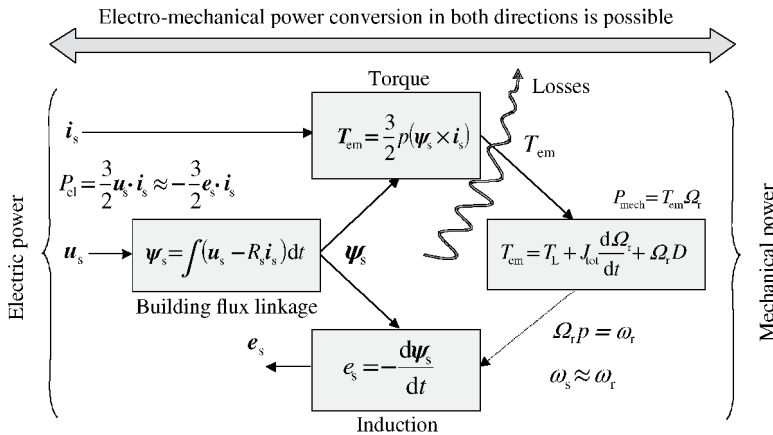 Electro-mechanical power conversion in both directions is possible
Torque
Losses
i_s
T_em = 3/2 p(ψ_s × i_s)
T_em
P_el = 3/2 u_s · i_s ≈ −3/2 e_s · i_s
P_mech = T_em Ω_r
Electric power
u_s
ψ_s = ∫(u_s − R_s i_s)dt
ψ_s
T_em = T_L + J_tot dΩ_r/dt + Ω_r D
Mechanical power
Building flux linkage
e_s
e_s = −dψ_s/dt
Ω_r p = ω_r
ω_s ≈ ω_r
Induction